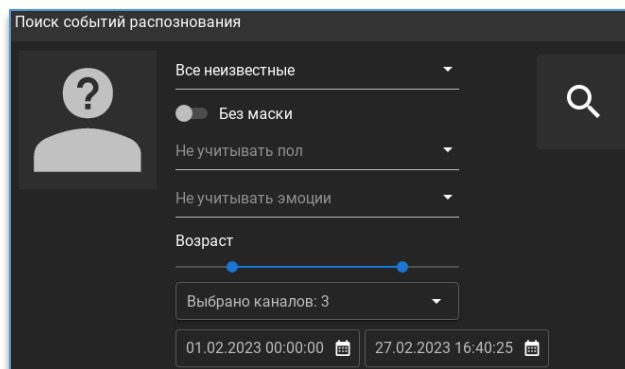 Поиск событий распознования
?
Все неизвестные
Без маски
Не учитывать пол
Не учитывать эмоции
Возраст
Выбрано каналов: 3
01.02.2023 00:00:00 27.02.2023 16:40:25